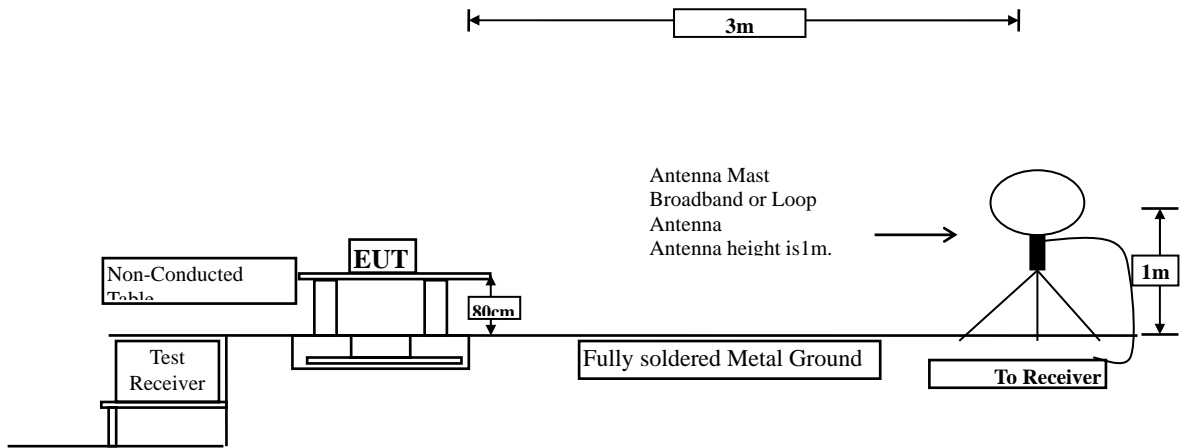 3m
Antenna Mast
Broadband or Loop
Antenna
Antenna height is1m.
EUT
Non-Conducted
Table
80cm
1m
Test
Receiver
Fully soldered Metal Ground
To Receiver